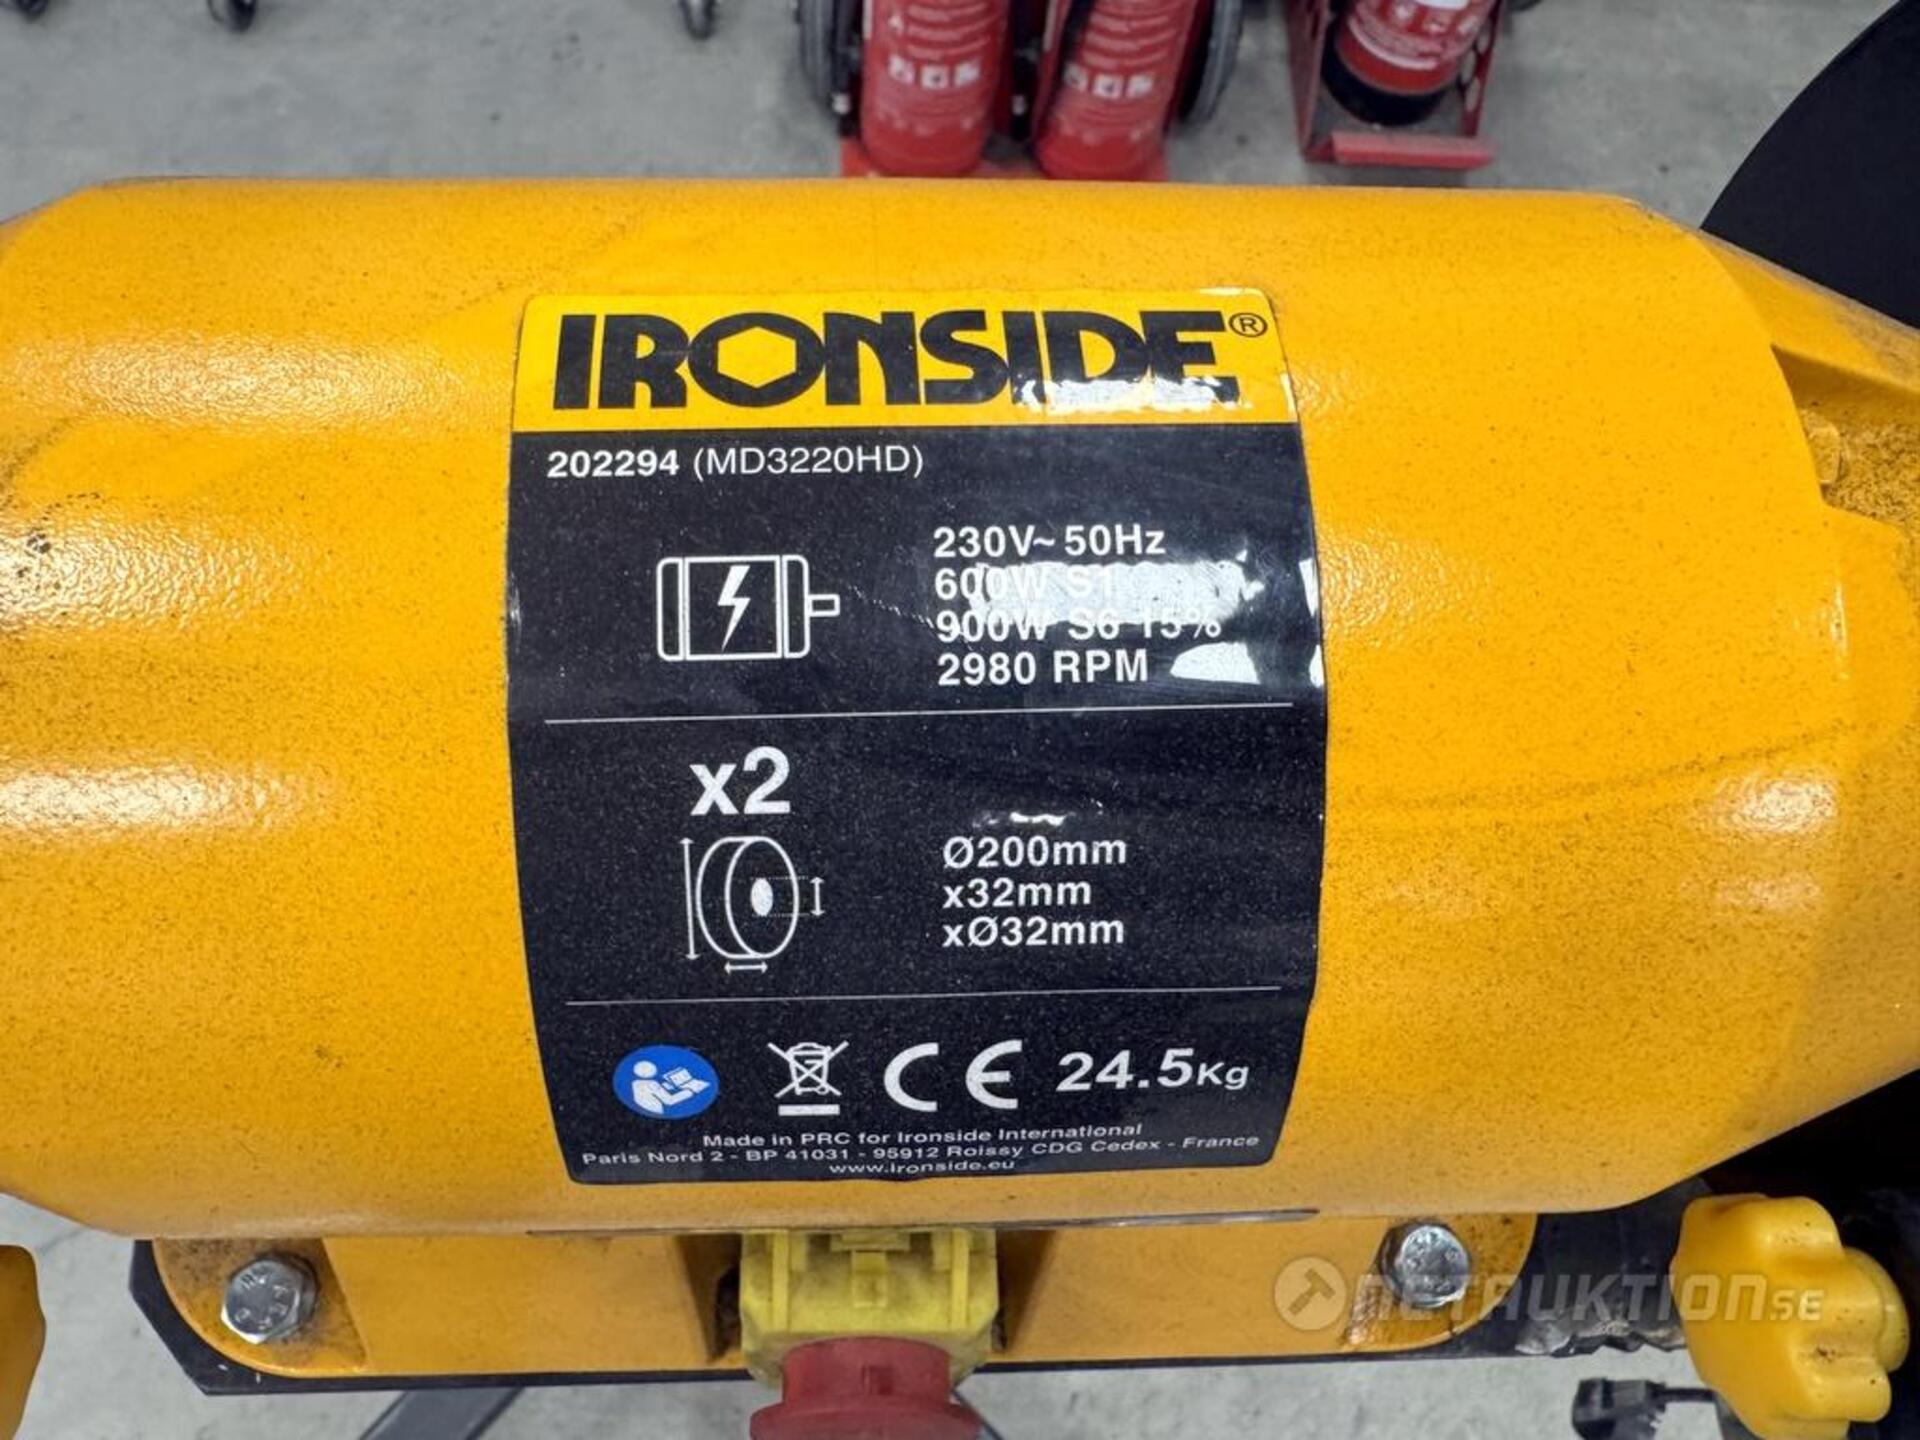 IRONSIDE®
202294 (MD3220HD)
230V~ 50Hz
600W S1
900W S6 15%
2980 RPM
x2
Ø200mm
x32mm
xØ32mm
CE 24.5Kg
Made in PRC for Ironside International
Paris Nord 2 - BP 41031 - 95912 Roissy CDG Cedex - France
www.ironside.eu
NETAUKTION.SE